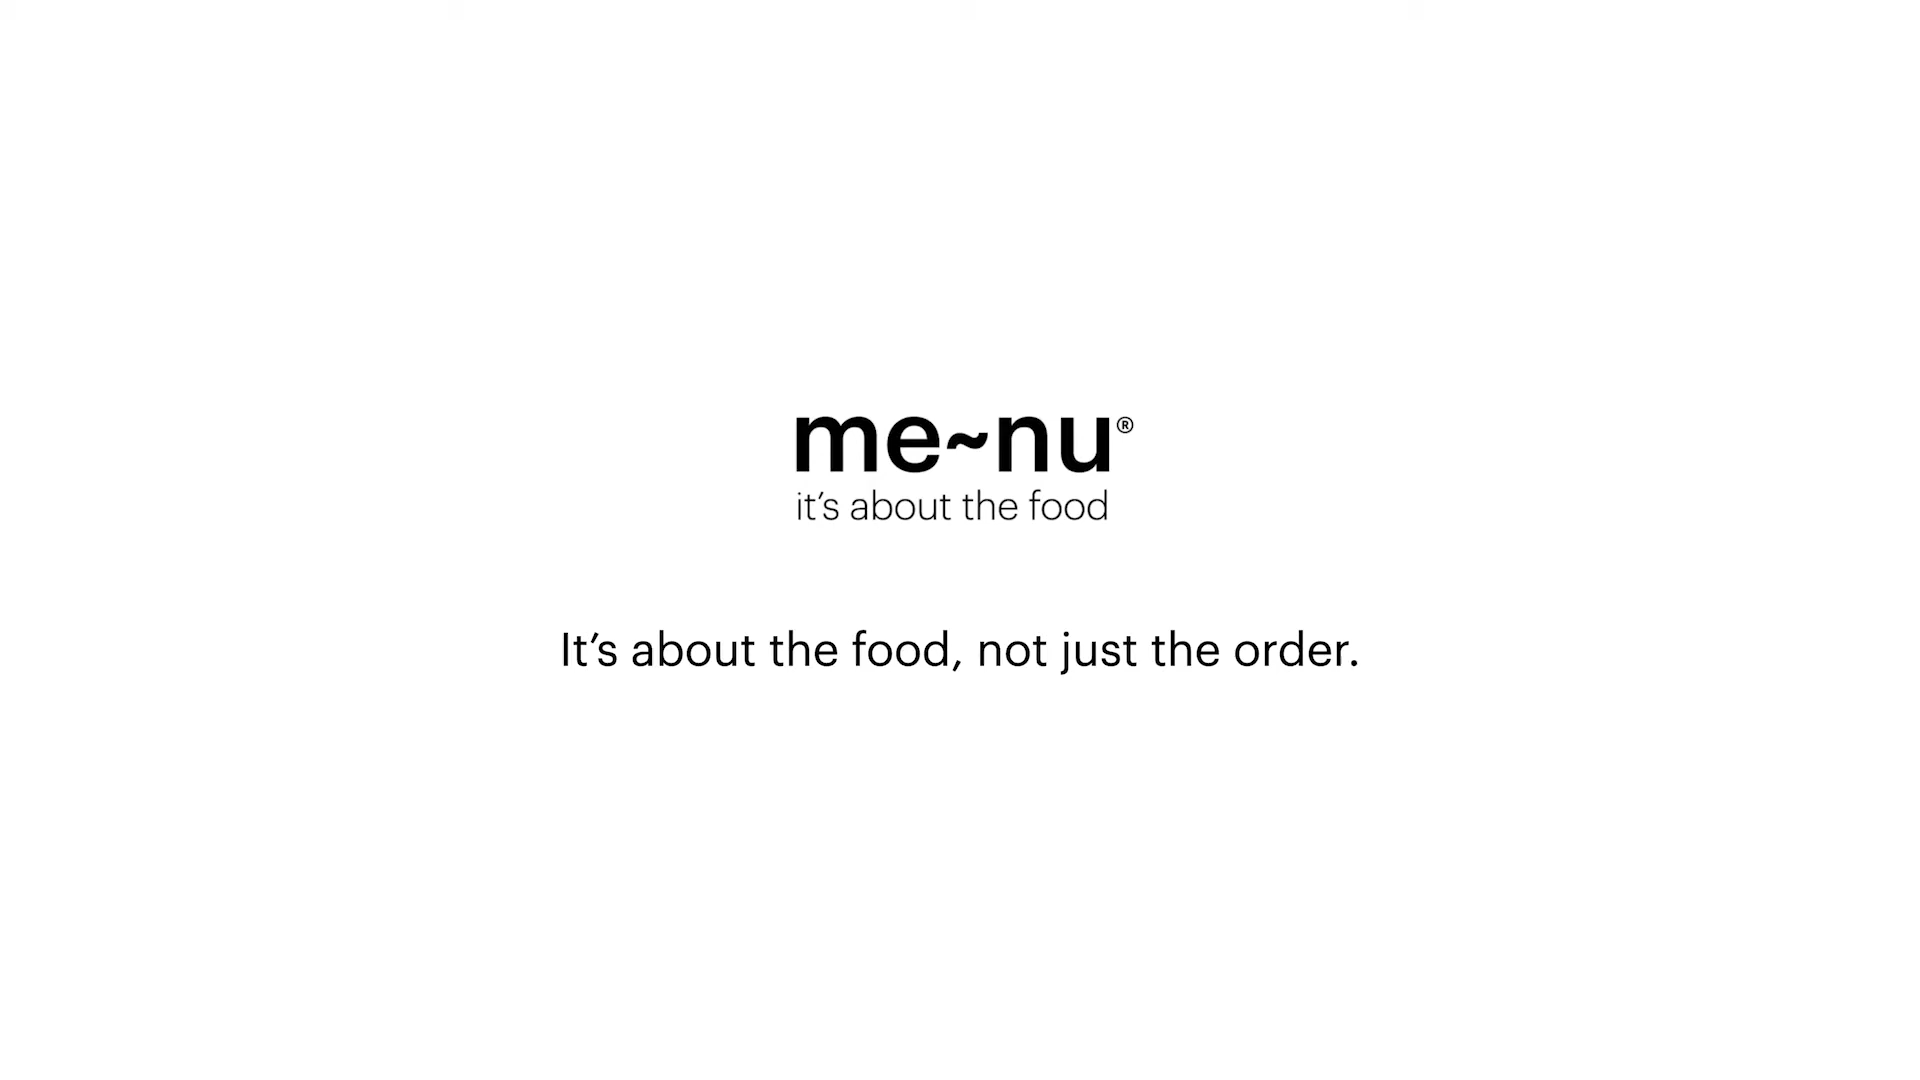 me~nu®
it’s about the food
It’s about the food, not just the order.